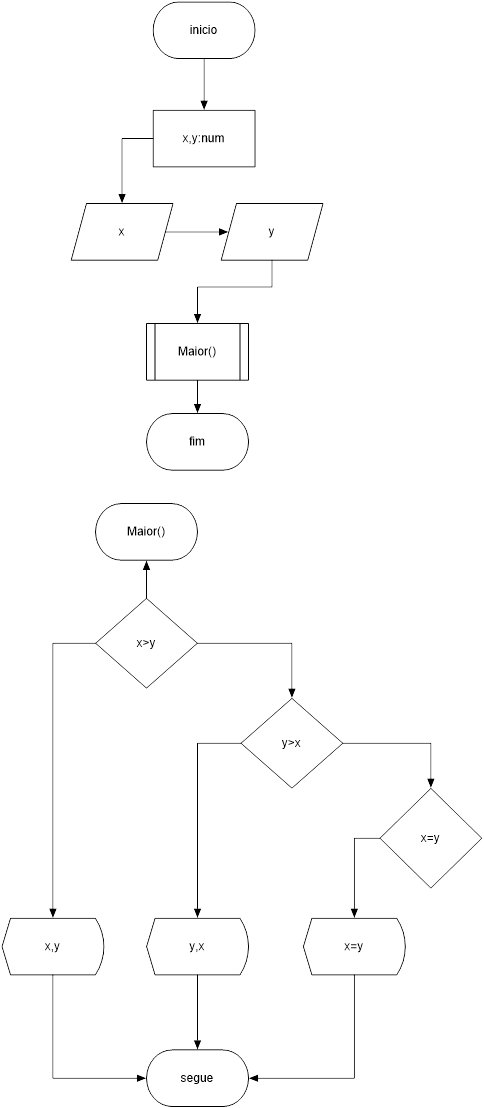 inicio
x,y:num
x
y
Maior()
fim
Maior()
x>y
y>x
x=y
x,y
y,x
x=y
segue